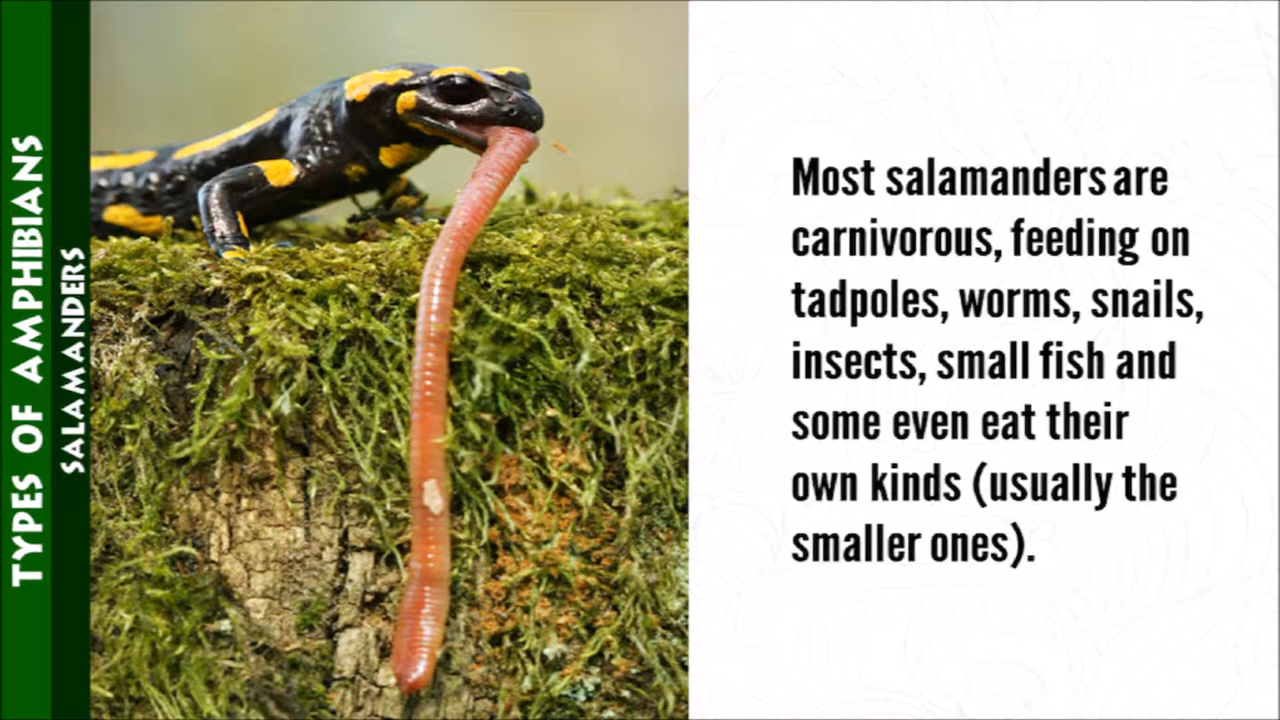 TYPES OF AMPHIBIANS
SALAMANDERS
Most salamanders are
carnivorous, feeding on
tadpoles, worms, snails,
insects, small fish and
some even eat their
own kinds (usually the
smaller ones).